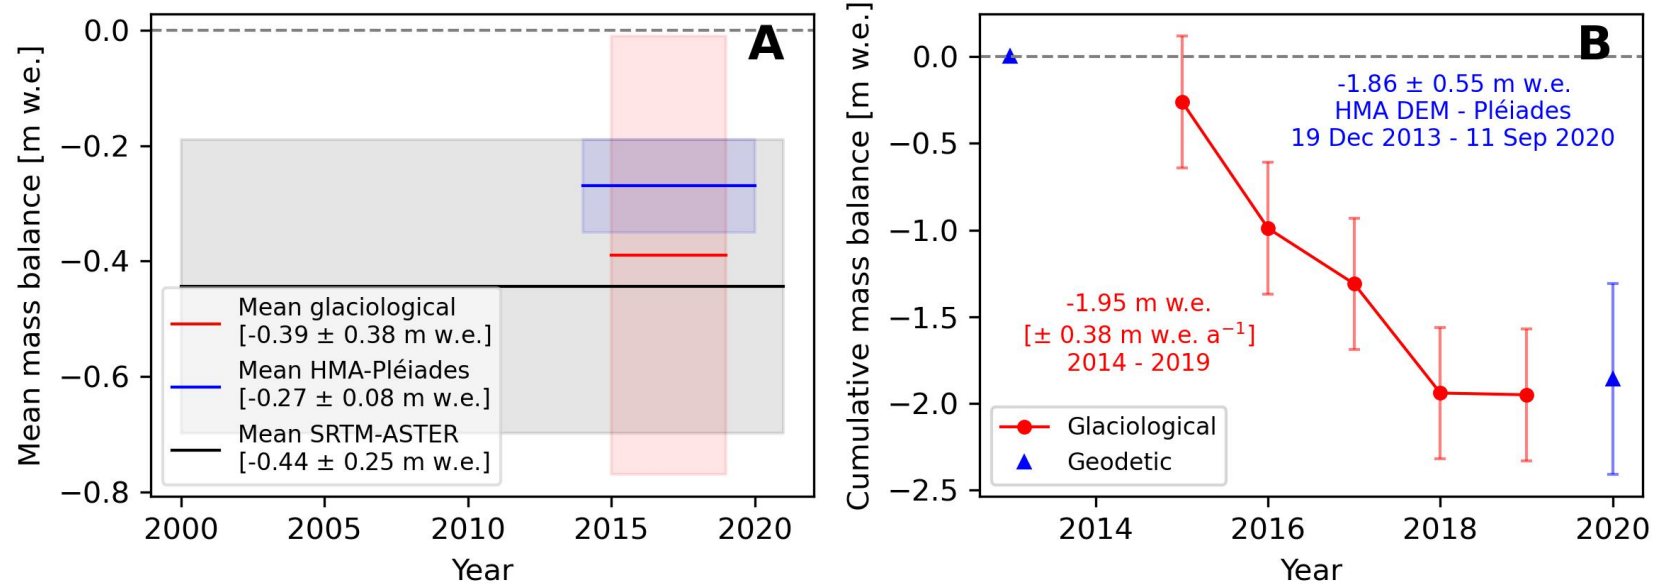 A
Mean mass balance [m w.e.]
0.0
−0.2
−0.4
−0.6
−0.8
Mean glaciological
[-0.39 ± 0.38 m w.e.]
Mean HMA-Pléiades
[-0.27 ± 0.08 m w.e.]
Mean SRTM-ASTER
[-0.44 ± 0.25 m w.e.]
2000 2005 2010 2015 2020
Year
B
Cumulative mass balance [m w.e.]
0.0
−0.5
−1.0
−1.5
−2.0
−2.5
-1.86 ± 0.55 m w.e.
HMA DEM - Pléiades
19 Dec 2013 - 11 Sep 2020
-1.95 m w.e.
[± 0.38 m w.e. a⁻¹]
2014 - 2019
Glaciological
Geodetic
2014 2016 2018 2020
Year